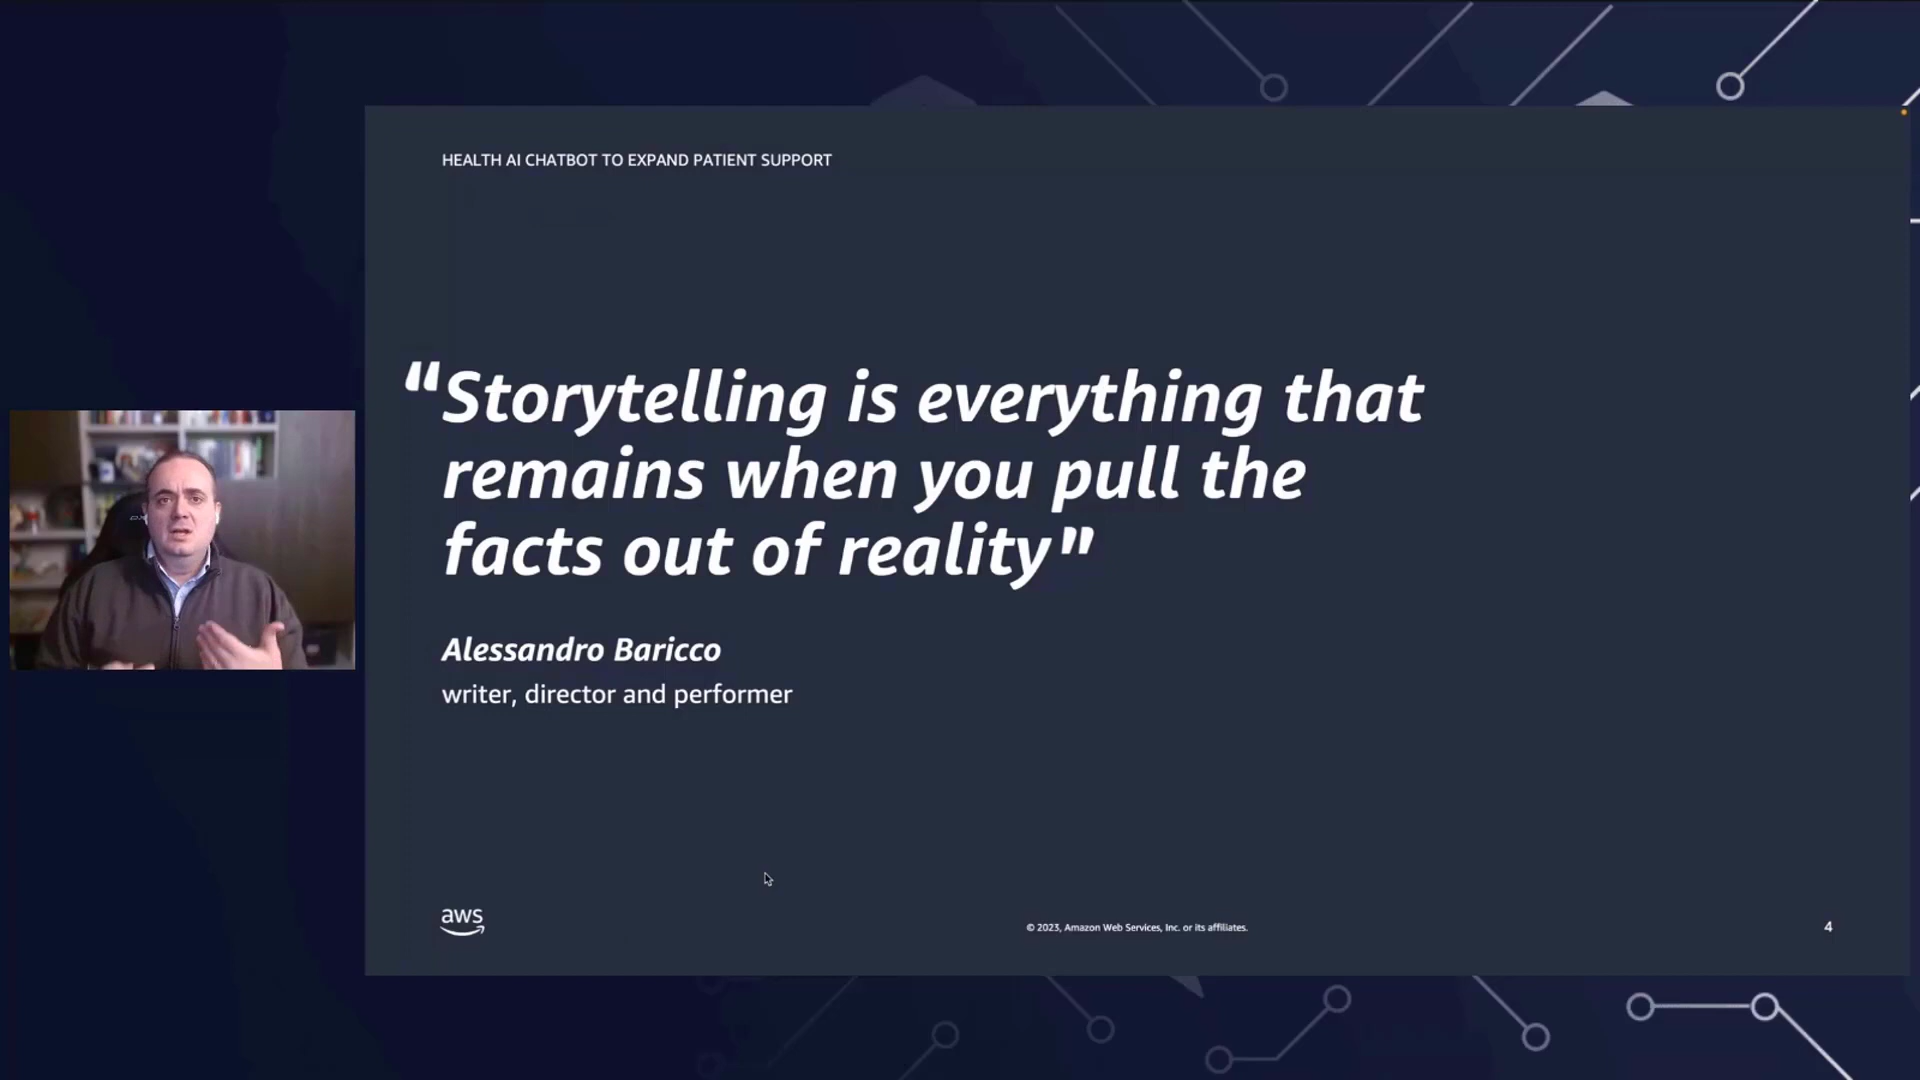 HEALTH AI CHATBOT TO EXPAND PATIENT SUPPORT
“Storytelling is everything that
remains when you pull the
facts out of reality”
Alessandro Baricco
writer, director and performer
aws
© 2023, Amazon Web Services, Inc. or its affiliates.
4